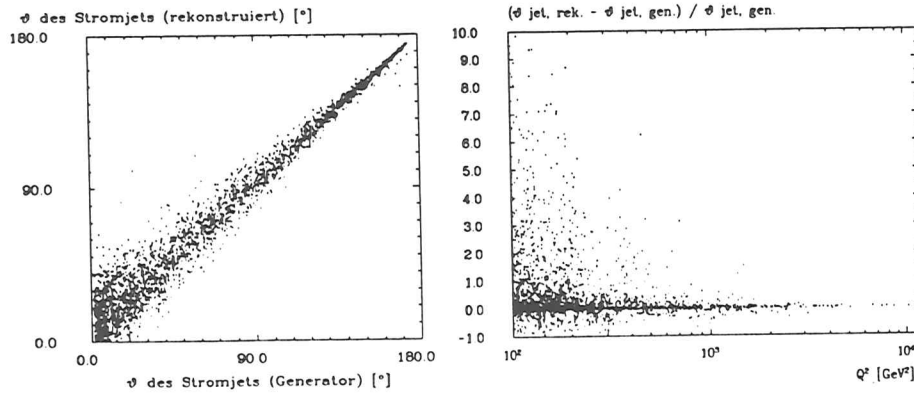 ϑ des Stromjets (rekonstruiert) [°]
180.0
90.0
0.0
0.0 90.0 180.0
ϑ des Stromjets (Generator) [°]
(ϑ jet, rek. - ϑ jet, gen.) / ϑ jet, gen.
10.0
9.0
8.0
7.0
6.0
5.0
4.0
3.0
2.0
1.0
0.0
-1.0
10² 10³ 10⁴
Q² [GeV²]